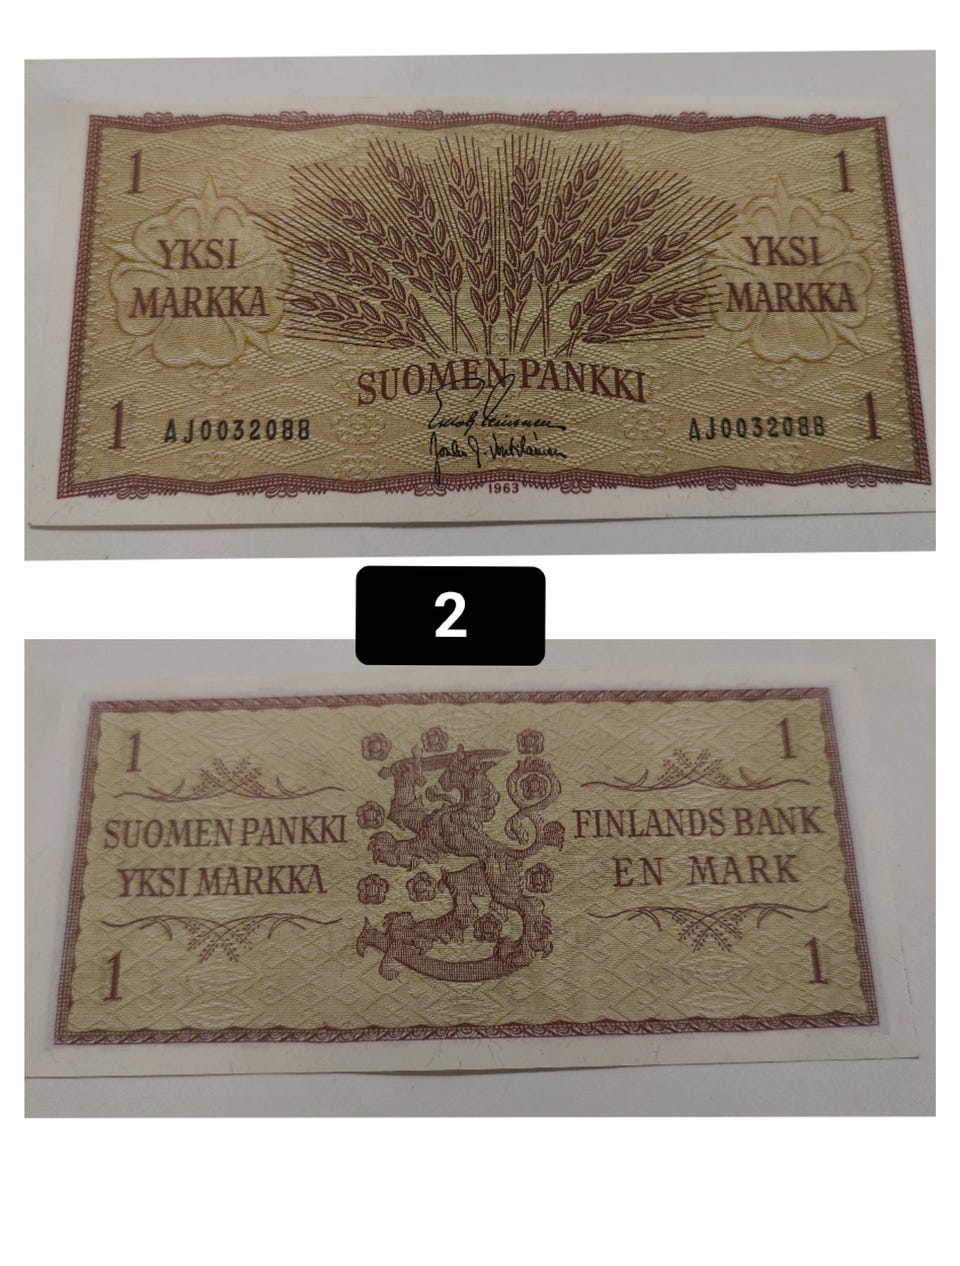 1 1
YKSI YKSI
MARKKA MARKKA
SUOMEN PANKKI
1 AJ0032088 AJ0032088 1
1963
2
1 1
SUOMEN PANKKI FINLANDS BANK
YKSI MARKKA EN MARK
1 1